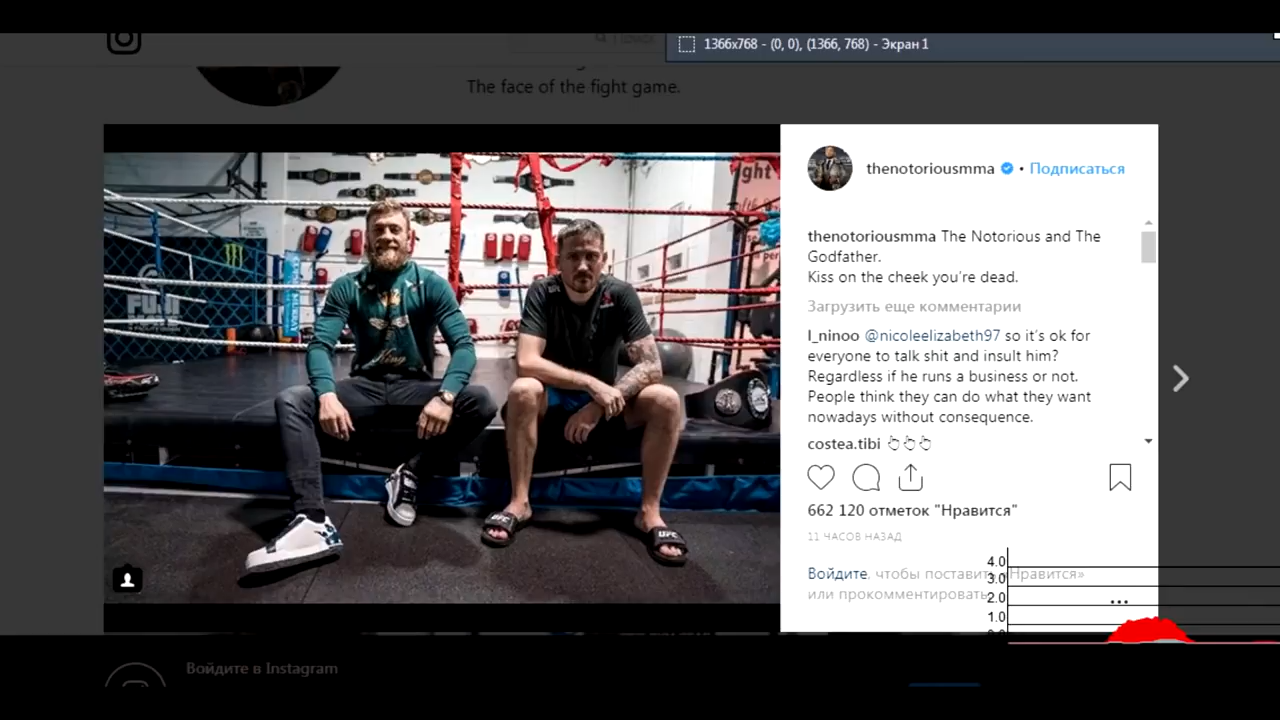 1366x768 - (0, 0), (1366, 768) - Экран 1
The face of the fight game.
thenotoriousmma • Подписаться
thenotoriousmma The Notorious and The
Godfather.
Kiss on the cheek you're dead.
Загрузить еще комментарии
l_ninoo @nicoleelizabeth97 so it's ok for
everyone to talk shit and insult him?
Regardless if he runs a business or not.
People think they can do what they want
nowadays without consequence.
costea.tibi
662 120 отметок "Нравится"
11 ЧАСОВ НАЗАД
Войдите, чтобы поставить «Нравится»
или прокомментировать
4.0
3.0
2.0
1.0
Войдите в Instagram
FUJI
King
UFC
UFC